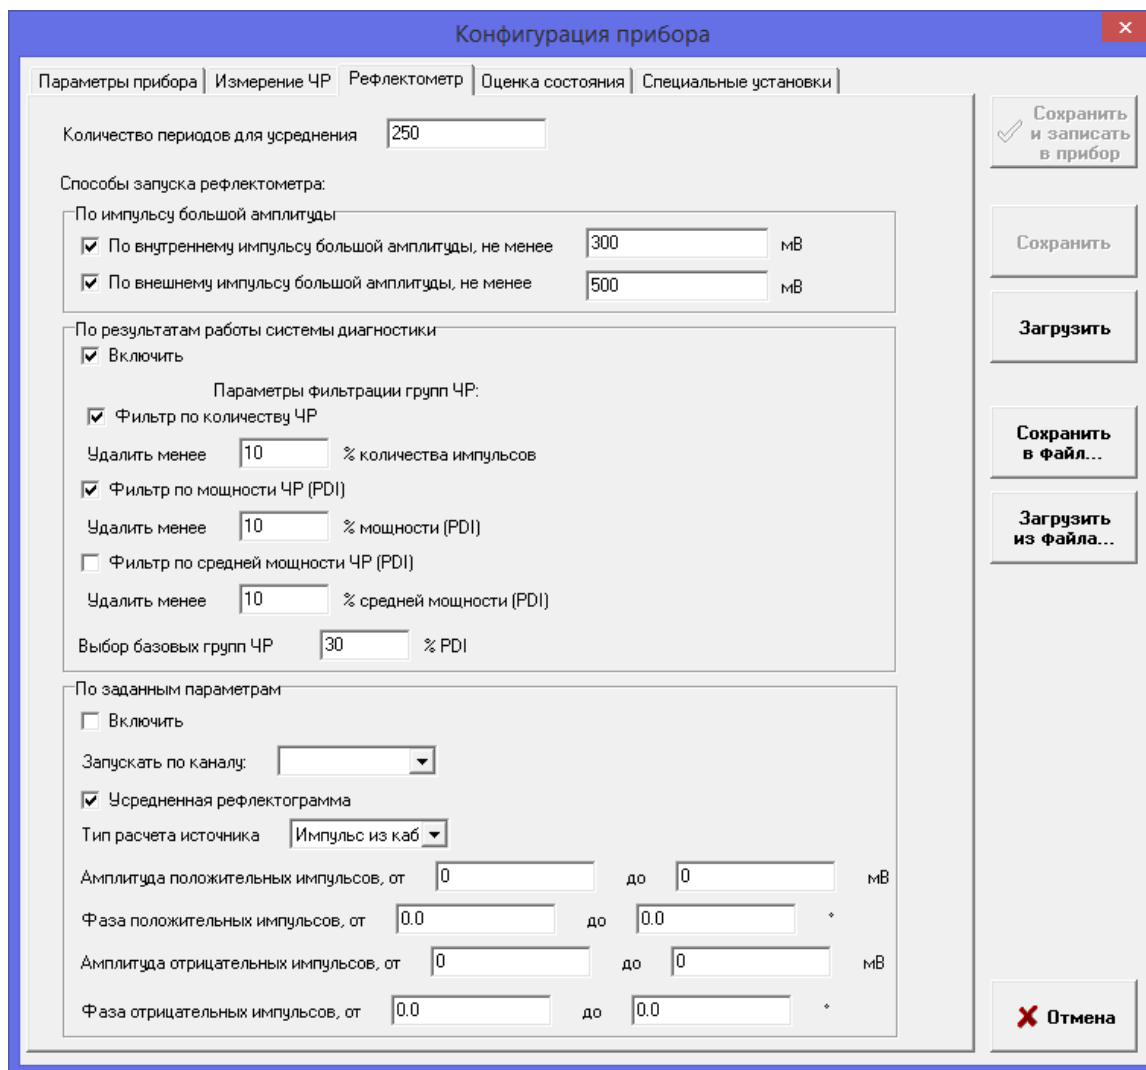 Конфигурация прибора
Параметры прибора
Измерение ЧР
Рефлектометр
Оценка состояния
Специальные установки
Количество периодов для усреднения 250
Способы запуска рефлектометра:
По импульсу большой амплитуды
По внутреннему импульсу большой амплитуды, не менее 300 мВ
По внешнему импульсу большой амплитуды, не менее 500 мВ
По результатам работы системы диагностики
Включить
Параметры фильтрации групп ЧР:
Фильтр по количеству ЧР
Удалить менее 10 % количества импульсов
Фильтр по мощности ЧР (PDI)
Удалить менее 10 % мощности (PDI)
Фильтр по средней мощности ЧР (PDI)
Удалить менее 10 % средней мощности (PDI)
Выбор базовых групп ЧР 30 % PDI
По заданным параметрам
Включить
Запускать по каналу:
Усредненная рефлектограмма
Тип расчета источника Импульс из каб
Амплитуда положительных импульсов, от 0 до 0 мВ
Фаза положительных импульсов, от 0.0 до 0.0 °
Амплитуда отрицательных импульсов, от 0 до 0 мВ
Фаза отрицательных импульсов, от 0.0 до 0.0 °
Сохранить
и записать
в прибор
Сохранить
Загрузить
Сохранить
в файл...
Загрузить
из файла...
Отмена